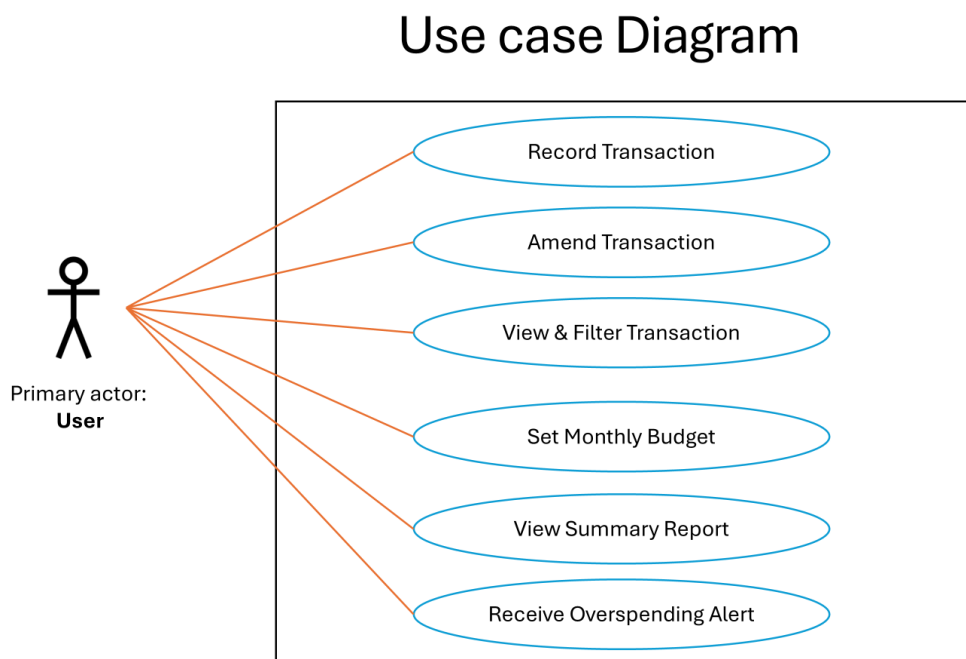 Use case Diagram
Record Transaction
Amend Transaction
View & Filter Transaction
Primary actor:
User
Set Monthly Budget
View Summary Report
Receive Overspending Alert